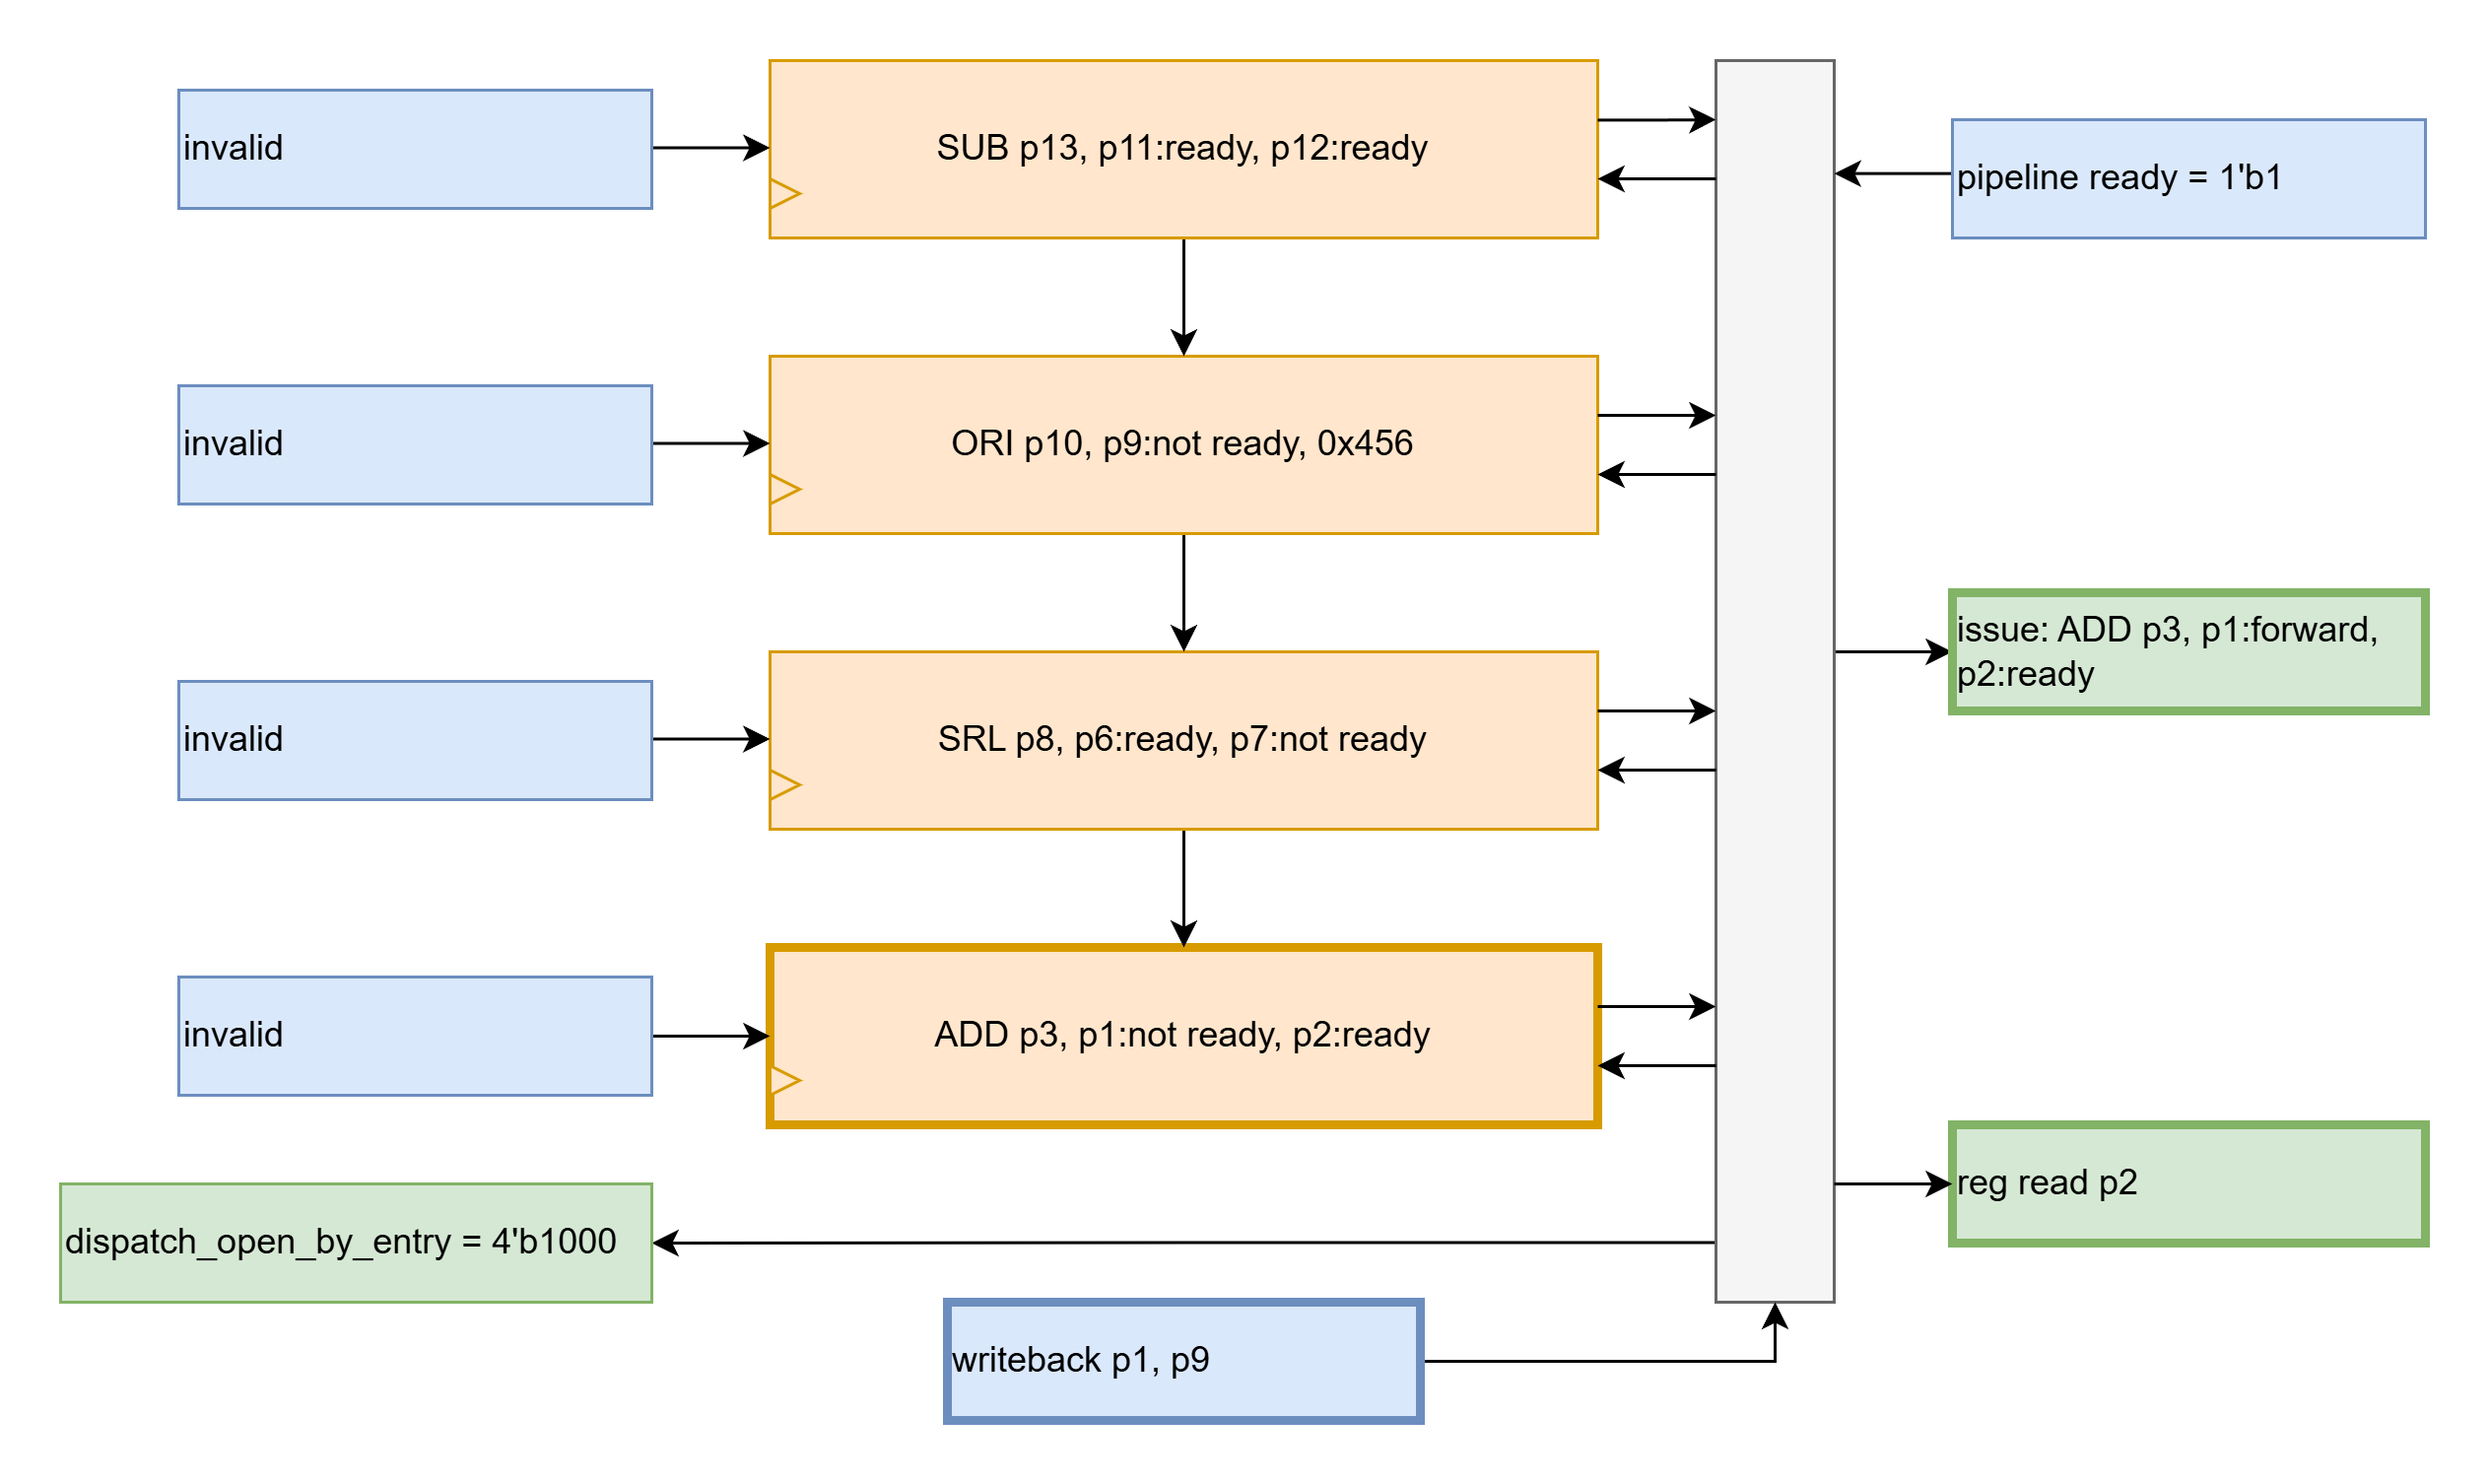 invalid
SUB p13, p11:ready, p12:ready
pipeline ready = 1'b1
invalid
ORI p10, p9:not ready, 0x456
issue: ADD p3, p1:forward,
p2:ready
invalid
SRL p8, p6:ready, p7:not ready
invalid
ADD p3, p1:not ready, p2:ready
reg read p2
dispatch_open_by_entry = 4'b1000
writeback p1, p9